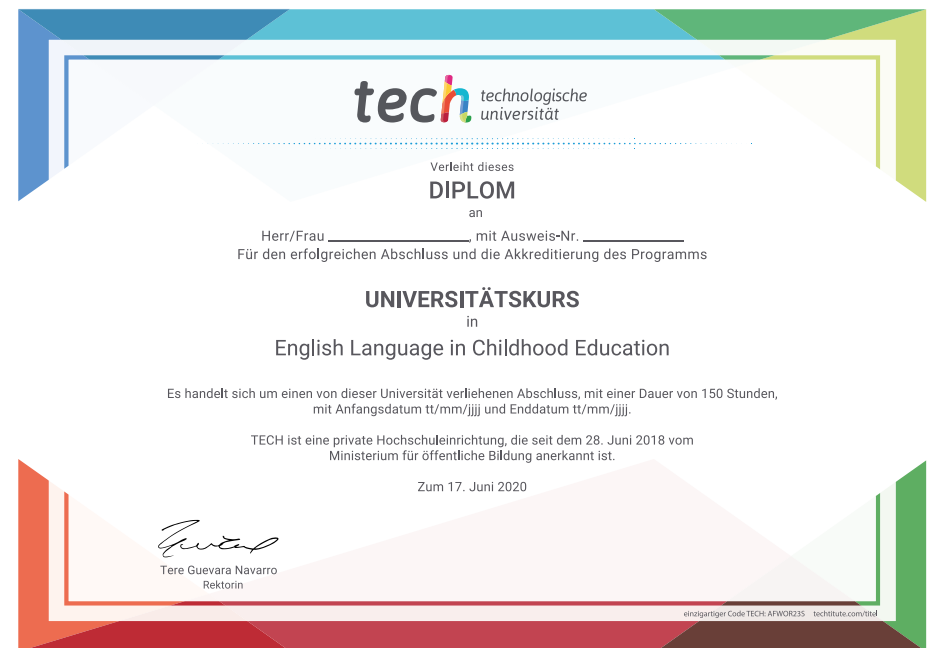 tech technologische
universität
Verleiht dieses
DIPLOM
an
Herr/Frau ____________________, mit Ausweis-Nr. ______________
Für den erfolgreichen Abschluss und die Akkreditierung des Programms
UNIVERSITÄTSKURS
in
English Language in Childhood Education
Es handelt sich um einen von dieser Universität verliehenen Abschluss, mit einer Dauer von 150 Stunden,
mit Anfangsdatum tt/mm/jjjj und Enddatum tt/mm/jjjj.
TECH ist eine private Hochschuleinrichtung, die seit dem 28. Juni 2018 vom
Ministerium für öffentliche Bildung anerkannt ist.
Zum 17. Juni 2020
Tere Guevara Navarro
Rektorin
einzigartiger Code TECH: AFWOR23S techtitute.com/titel